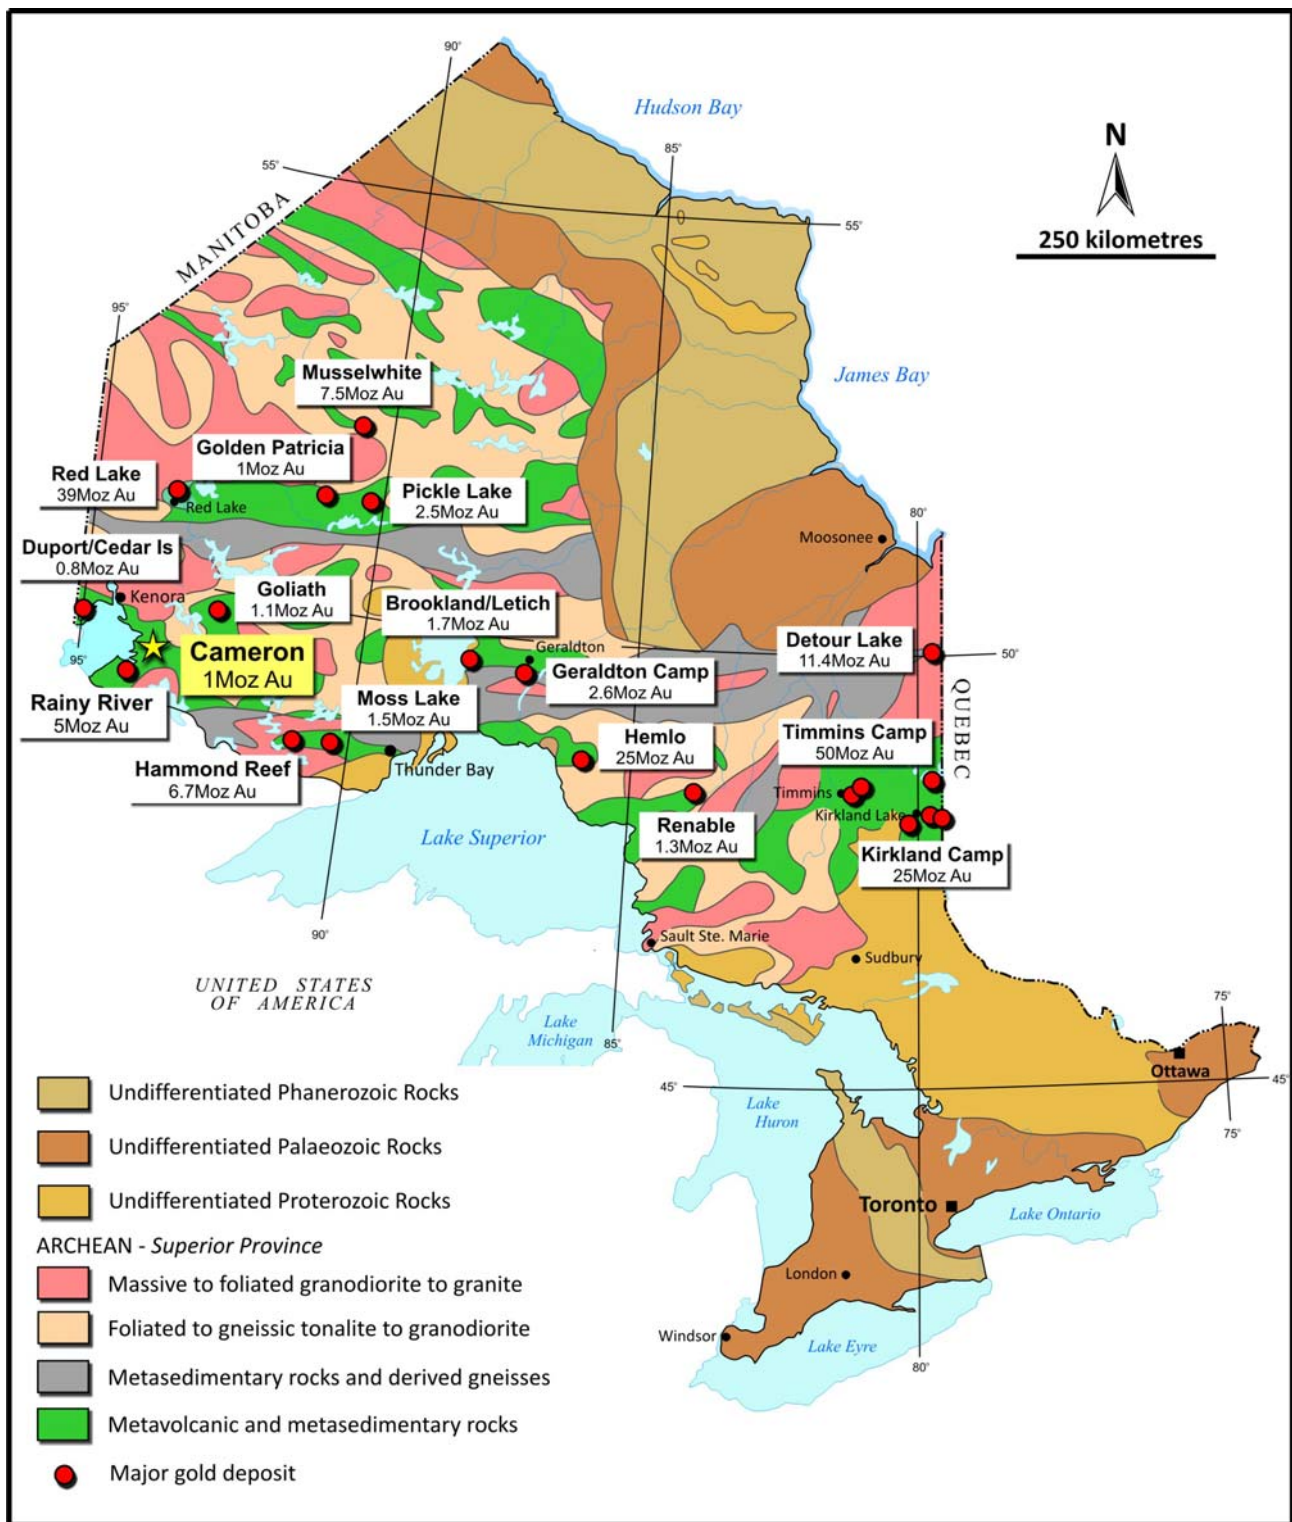 90°
Hudson Bay
N
85°
55°
250 kilometres
55°
MANITOBA
95°
James Bay
Musselwhite
7.5Moz Au
Golden Patricia
1Moz Au
Red Lake
39Moz Au
Red Lake
Pickle Lake
2.5Moz Au
80°
Moosonee
Duport/Cedar Is
0.8Moz Au
Kenora
Goliath
1.1Moz Au
Brookland/Letich
1.7Moz Au
Geraldton
Detour Lake
11.4Moz Au
50°
95°
Cameron
1Moz Au
Geraldton Camp
2.6Moz Au
Rainy River
5Moz Au
Moss Lake
1.5Moz Au
QUEBEC
Hemlo
25Moz Au
Timmins Camp
50Moz Au
Hammond Reef
6.7Moz Au
Thunder Bay
Timmins
Kirkland Lake
Lake Superior
Renable
1.3Moz Au
Kirkland Camp
25Moz Au
90°
Sault Ste. Marie
Sudbury
UNITED STATES
OF AMERICA
75°
Lake
Michigan
85°
Ottawa
45°
45°
Lake
Huron
75°
Toronto
Lake Ontario
London
Windsor
Lake Eyre
80°
Undifferentiated Phanerozoic Rocks
Undifferentiated Palaeozoic Rocks
Undifferentiated Proterozoic Rocks
ARCHEAN - Superior Province
Massive to foliated granodiorite to granite
Foliated to gneissic tonalite to granodiorite
Metasedimentary rocks and derived gneisses
Metavolcanic and metasedimentary rocks
Major gold deposit